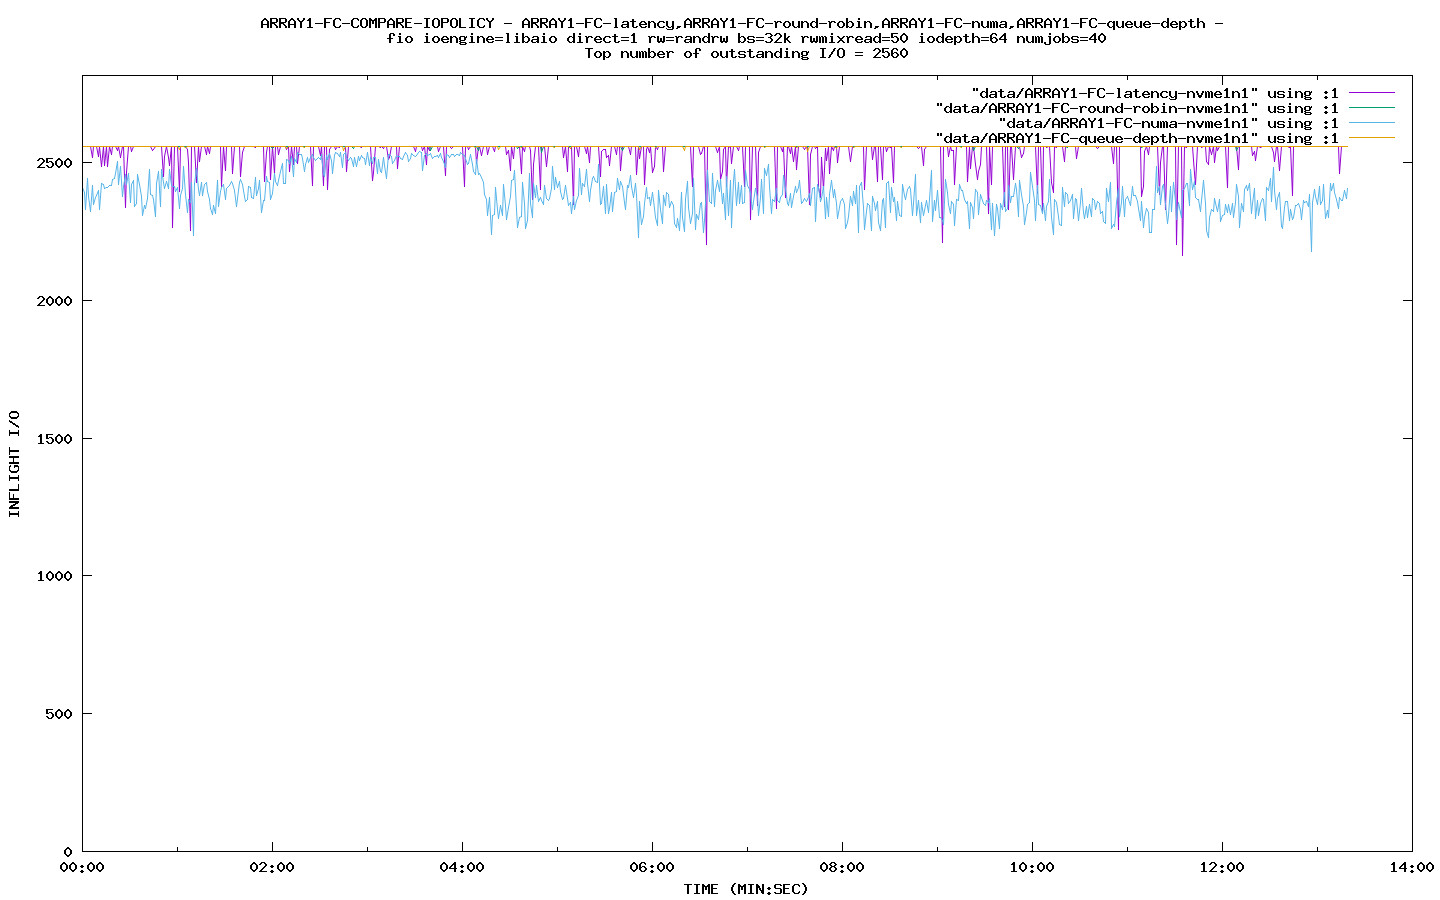 ARRAY1-FC-COMPARE-IOPOLICY - ARRAY1-FC-latency,ARRAY1-FC-round-robin,ARRAY1-FC-numa,ARRAY1-FC-queue-depth -
fio ioengine=libaio direct=1 rw=randrw bs=32k rwmixread=50 iodepth=64 numjobs=40
Top number of outstanding I/O = 2560
"data/ARRAY1-FC-latency-nvme1n1" using :1
"data/ARRAY1-FC-round-robin-nvme1n1" using :1
"data/ARRAY1-FC-numa-nvme1n1" using :1
"data/ARRAY1-FC-queue-depth-nvme1n1" using :1
2500
2000
1500
1000
500
0
INFLIGHT I/O
00:00 02:00 04:00 06:00 08:00 10:00 12:00 14:00
TIME (MIN:SEC)